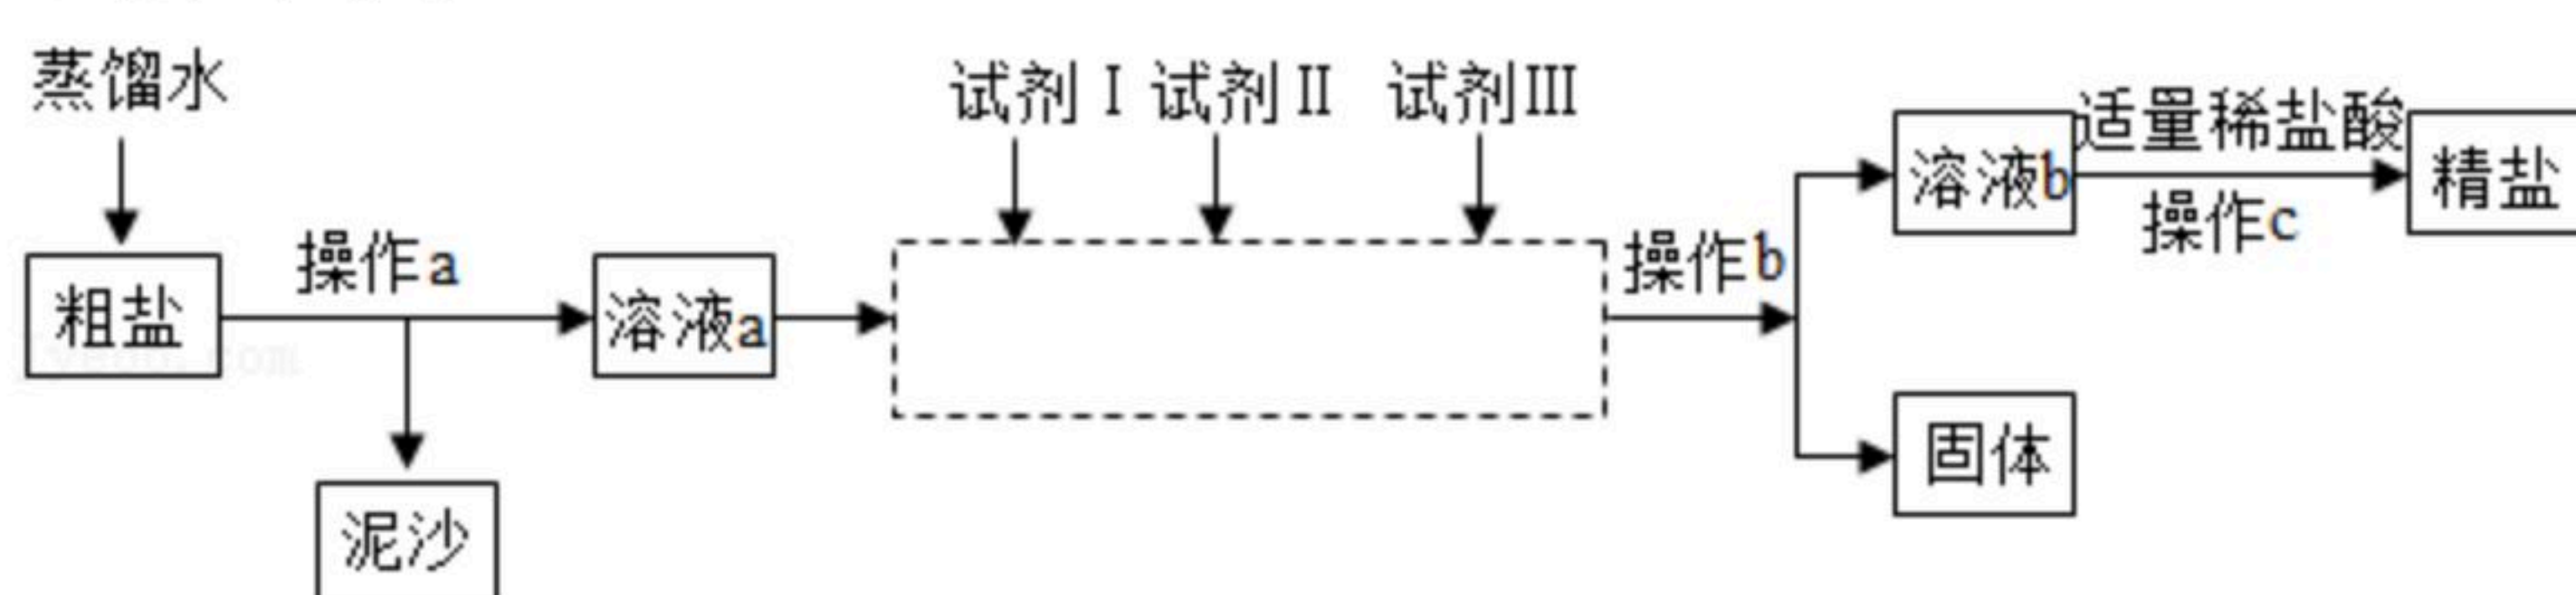 蒸馏水
试剂Ⅰ 试剂Ⅱ 试剂Ⅲ
适量稀盐酸
溶液b
精盐
操作c
操作a
操作b
粗盐
溶液a
固体
泥沙